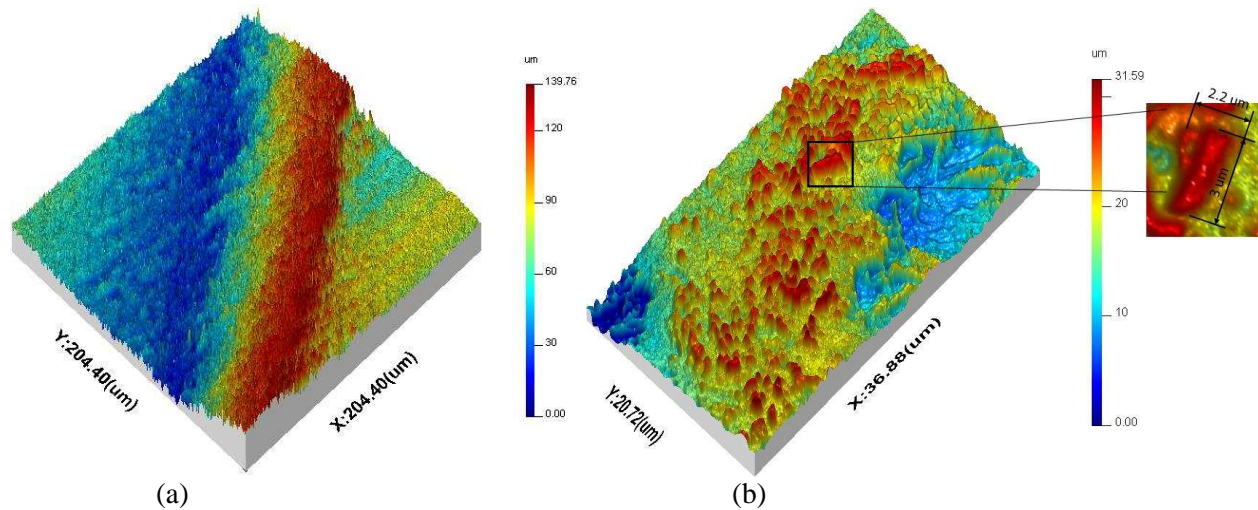 um
139.76
120
90
60
30
0.00
Y:204.40(um)
X:204.40(um)
(a)
um
31.59
20
10
0.00
Y:20.72(um)
X:36.88(um)
2.2 um
3 um
(b)